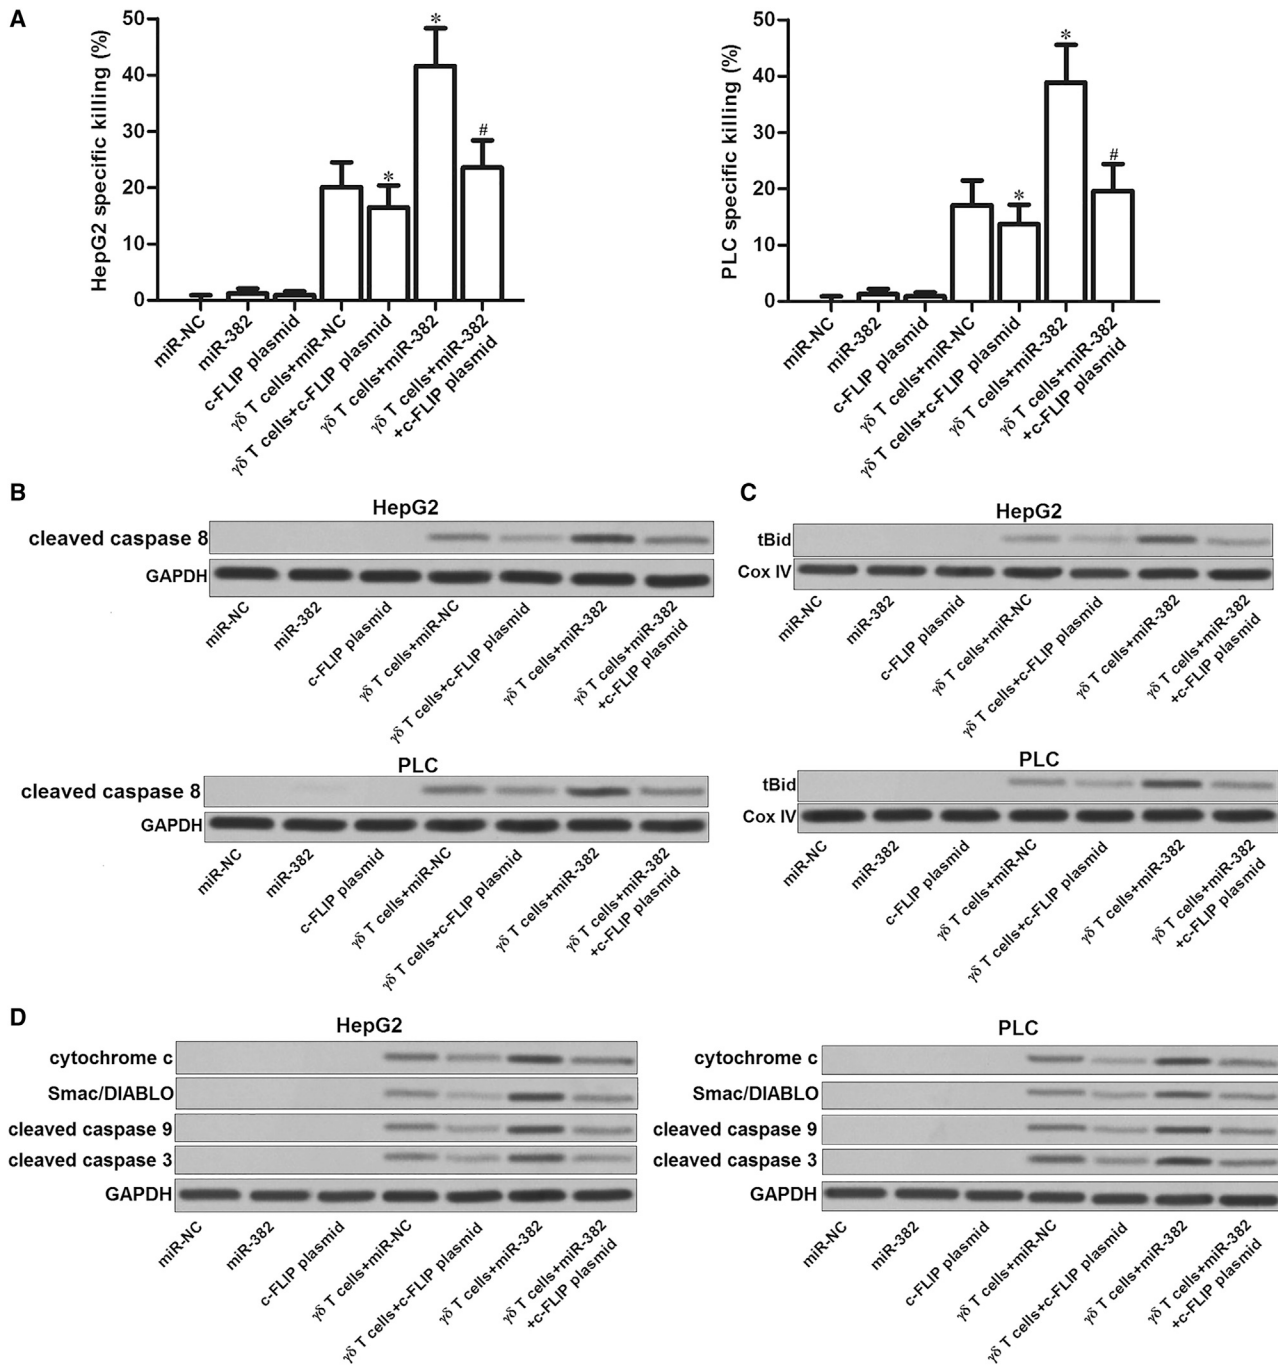 A
HepG2 specific killing (%)
50
40
30
20
10
0
*
*
#
miR-NC
miR-382
c-FLIP plasmid
γδ T cells+miR-NC
γδ T cells+c-FLIP plasmid
γδ T cells+miR-382
γδ T cells+miR-382
+c-FLIP plasmid
PLC specific killing (%)
50
40
30
20
10
0
*
*
#
miR-NC
miR-382
c-FLIP plasmid
γδ T cells+miR-NC
γδ T cells+c-FLIP plasmid
γδ T cells+miR-382
γδ T cells+miR-382
+c-FLIP plasmid
B
HepG2
cleaved caspase 8
GAPDH
miR-NC
miR-382
c-FLIP plasmid
γδ T cells+miR-NC
γδ T cells+c-FLIP plasmid
γδ T cells+miR-382
γδ T cells+miR-382
+c-FLIP plasmid
PLC
cleaved caspase 8
GAPDH
miR-NC
miR-382
c-FLIP plasmid
γδ T cells+miR-NC
γδ T cells+c-FLIP plasmid
γδ T cells+miR-382
γδ T cells+miR-382
+c-FLIP plasmid
C
HepG2
tBid
Cox IV
miR-NC
miR-382
c-FLIP plasmid
γδ T cells+miR-NC
γδ T cells+c-FLIP plasmid
γδ T cells+miR-382
γδ T cells+miR-382
+c-FLIP plasmid
PLC
tBid
Cox IV
miR-NC
miR-382
c-FLIP plasmid
γδ T cells+miR-NC
γδ T cells+c-FLIP plasmid
γδ T cells+miR-382
γδ T cells+miR-382
+c-FLIP plasmid
D
HepG2
cytochrome c
Smac/DIABLO
cleaved caspase 9
cleaved caspase 3
GAPDH
miR-NC
miR-382
c-FLIP plasmid
γδ T cells+miR-NC
γδ T cells+c-FLIP plasmid
γδ T cells+miR-382
γδ T cells+miR-382
+c-FLIP plasmid
PLC
cytochrome c
Smac/DIABLO
cleaved caspase 9
cleaved caspase 3
GAPDH
miR-NC
miR-382
c-FLIP plasmid
γδ T cells+miR-NC
γδ T cells+c-FLIP plasmid
γδ T cells+miR-382
γδ T cells+miR-382
+c-FLIP plasmid